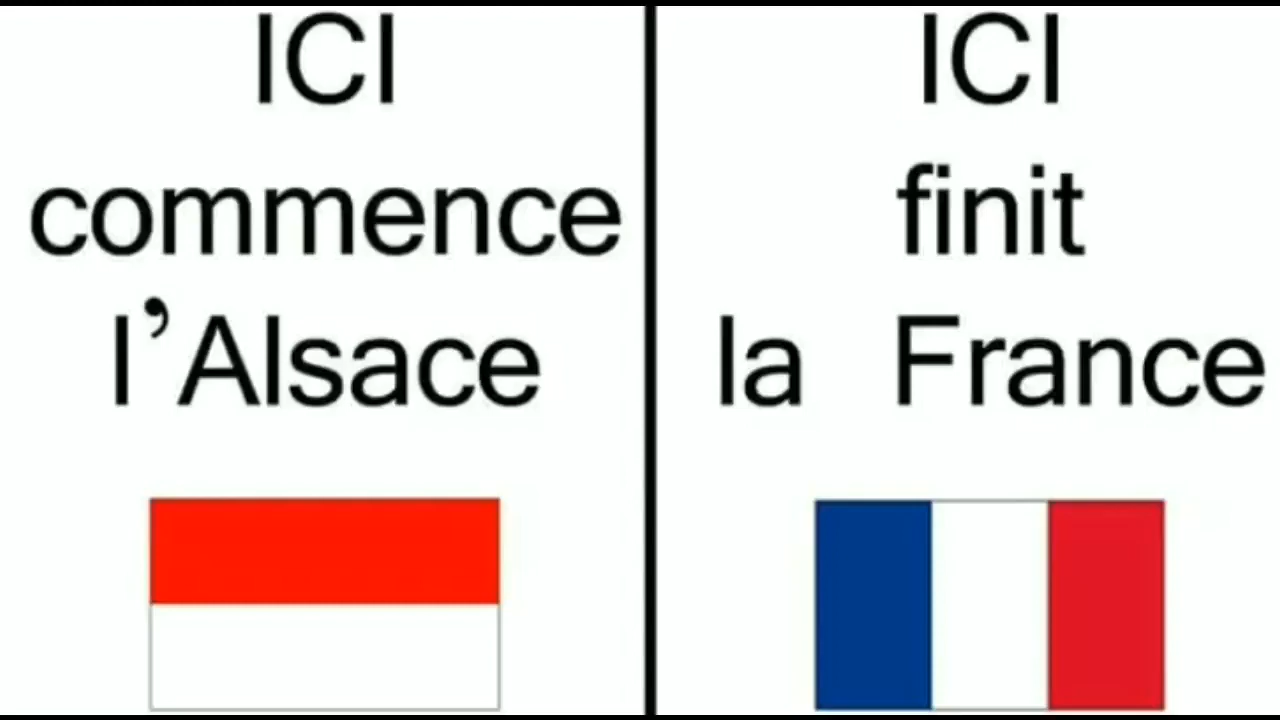 ICI
commence
l’Alsace
ICI
finit
la France